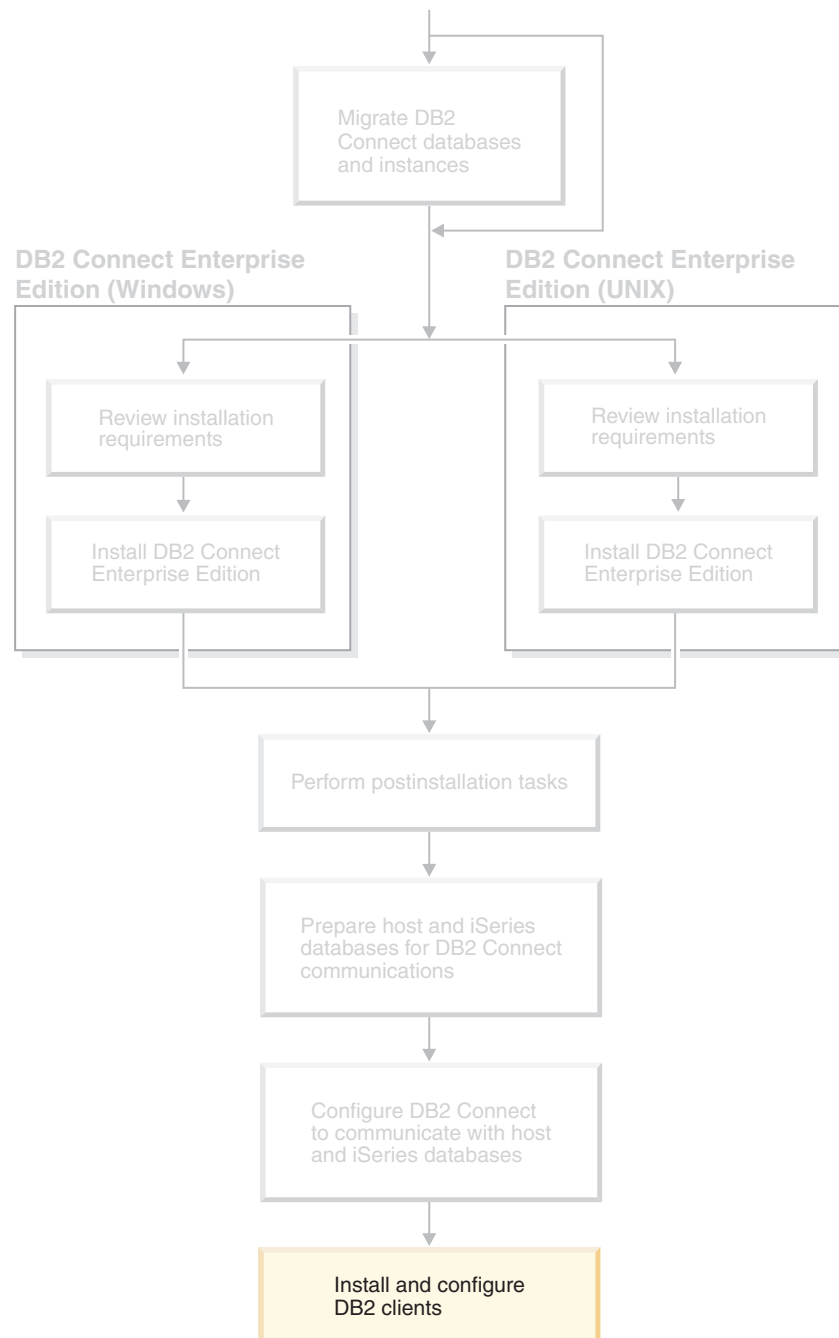 Migrate DB2
Connect databases
and instances
DB2 Connect Enterprise
Edition (Windows)
DB2 Connect Enterprise
Edition (UNIX)
Review installation
requirements
Review installation
requirements
Install DB2 Connect
Enterprise Edition
Install DB2 Connect
Enterprise Edition
Perform postinstallation tasks
Prepare host and iSeries
databases for DB2 Connect
communications
Configure DB2 Connect
to communicate with host
and iSeries databases
Install and configure
DB2 clients